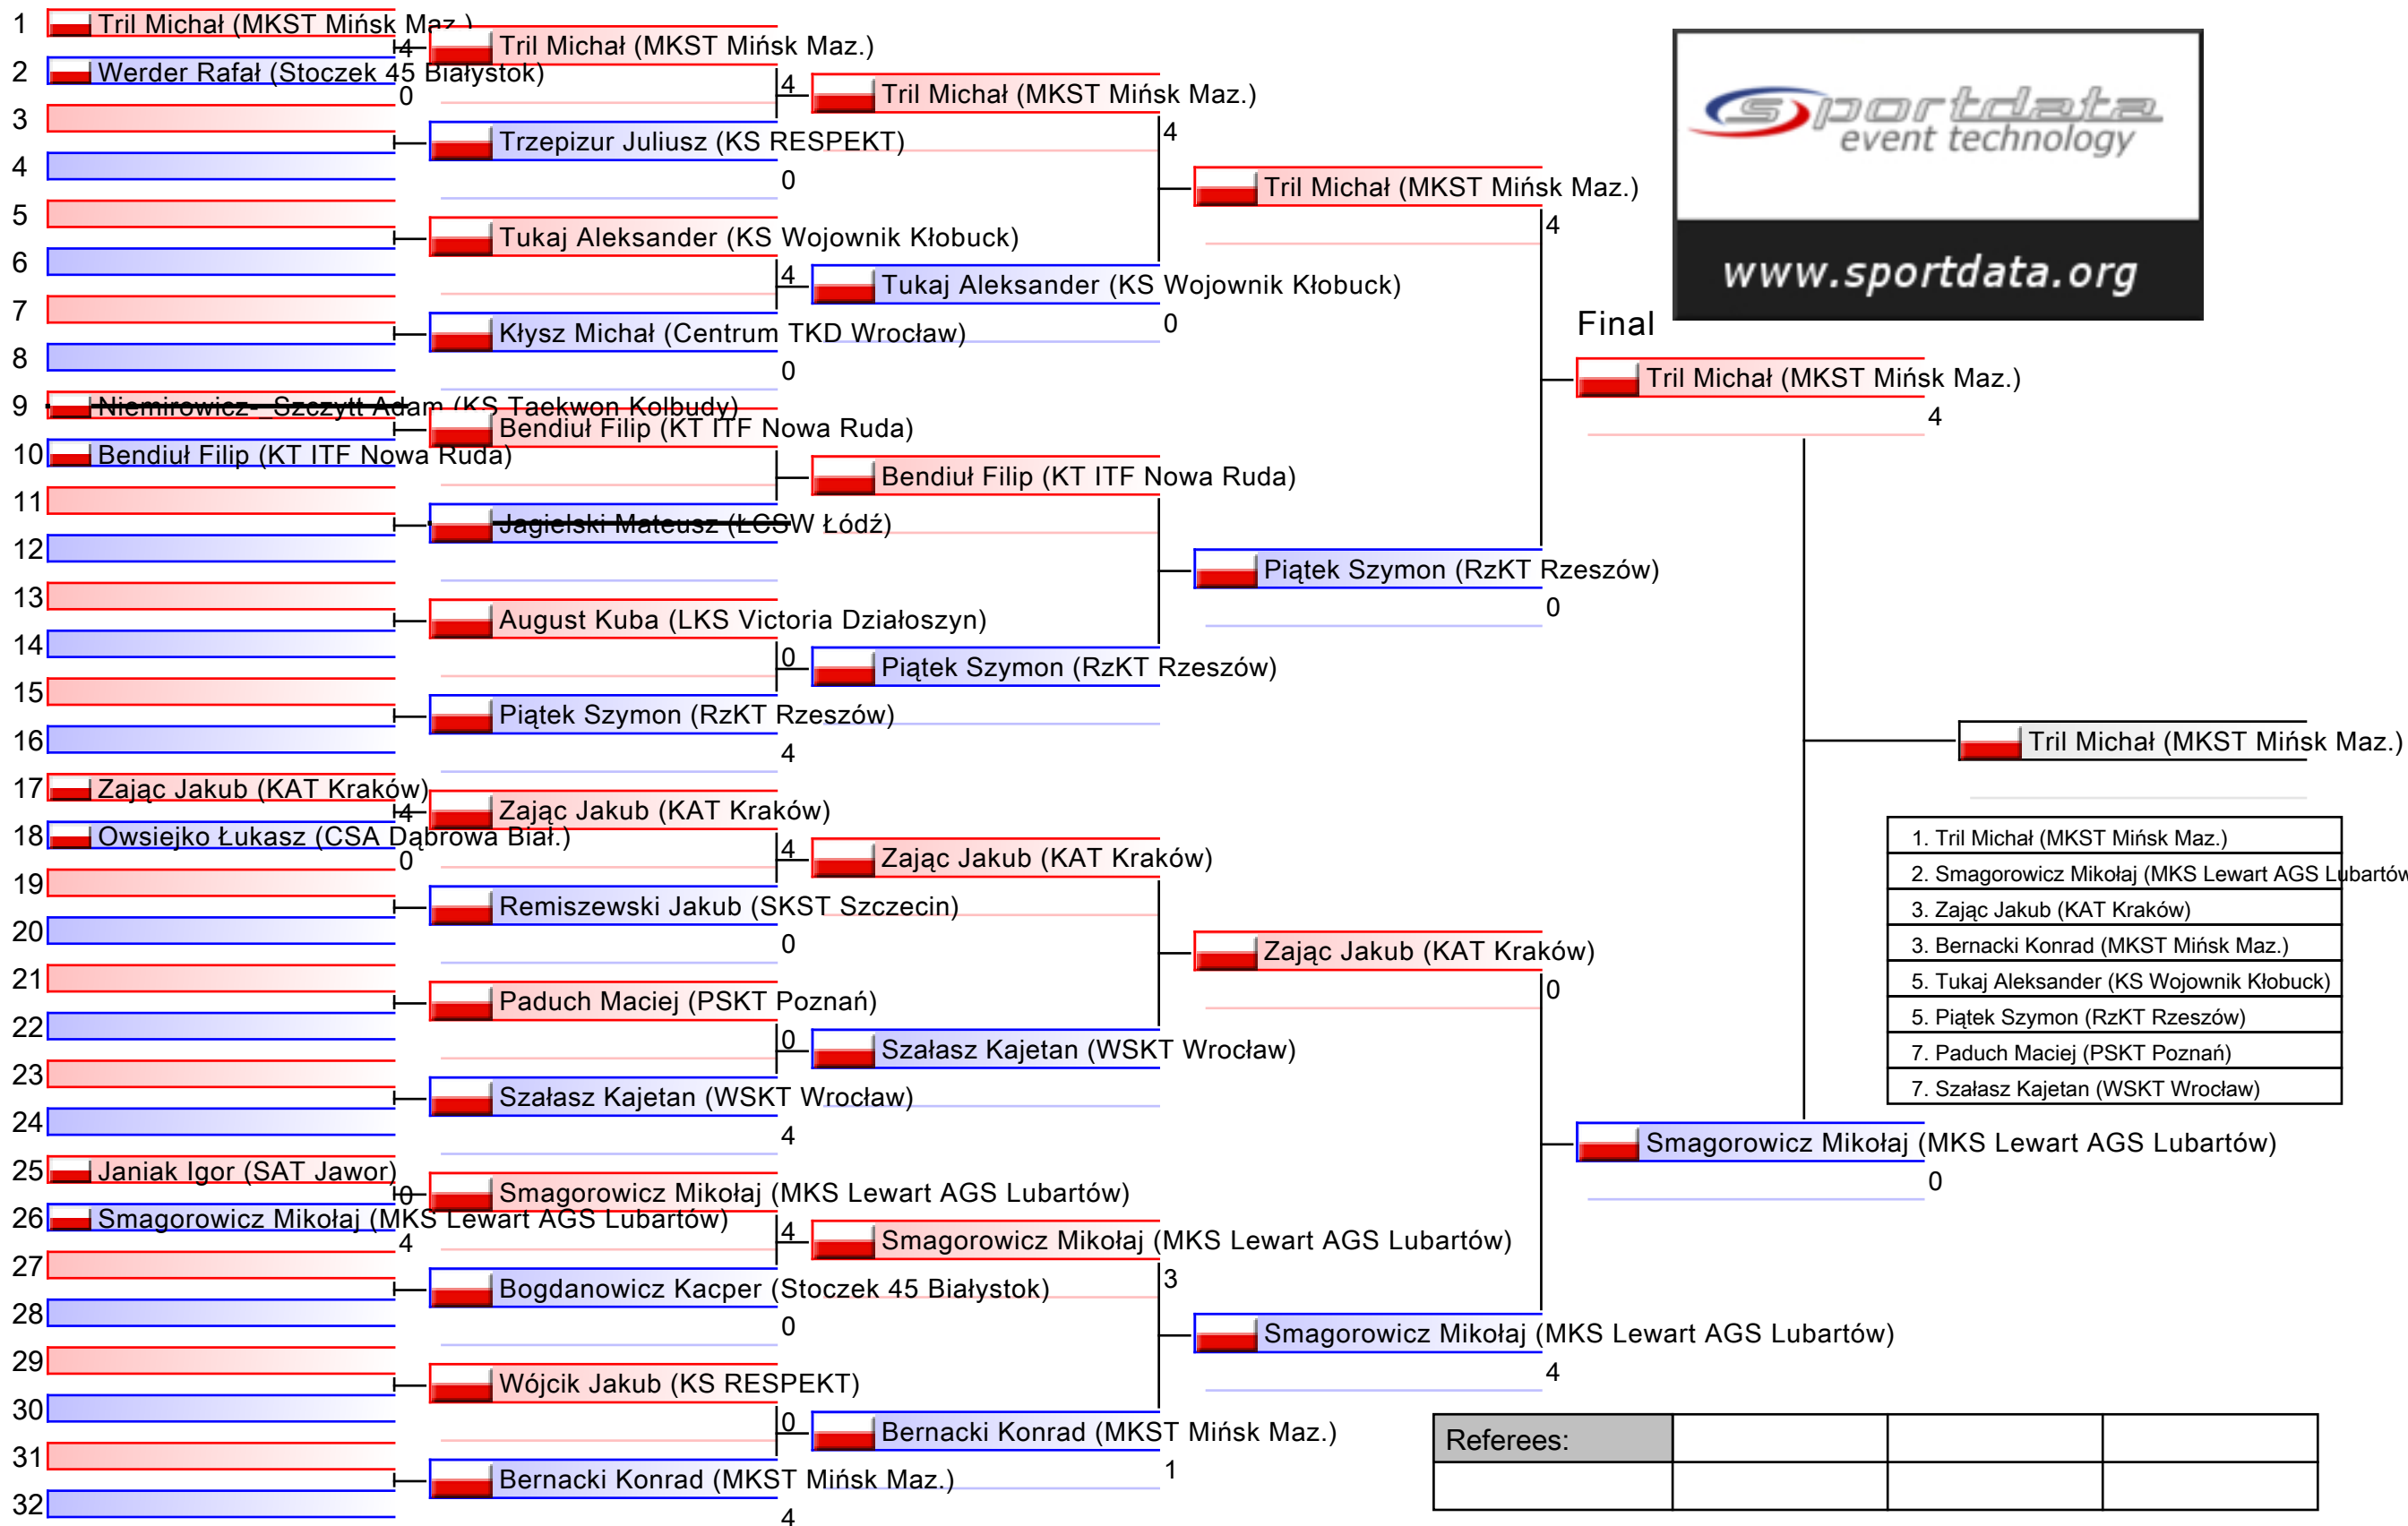 1 Tril Michał (MKST Mińsk Maz.)
4
2 Werder Rafał (Stoczek 45 Białystok)
0
3
4
5
6
7
8
9 Niemirowicz-_Szczytt Adam (KS Taekwon Kolbudy)
10 Bendiuł Filip (KT ITF Nowa Ruda)
11
12
13
14
15
16
17 Zając Jakub (KAT Kraków)
4
18 Owsiejko Łukasz (CSA Dąbrowa Biał.)
0
19
20
21
22
23
24
25 Janiak Igor (SAT Jawor)
0
26 Smagorowicz Mikołaj (MKS Lewart AGS Lubartów)
4
27
28
29
30
31
32
Tril Michał (MKST Mińsk Maz.)
4
Trzepizur Juliusz (KS RESPEKT)
0
Tukaj Aleksander (KS Wojownik Kłobuck)
4
Kłysz Michał (Centrum TKD Wrocław)
0
Bendiuł Filip (KT ITF Nowa Ruda)
Jagielski Mateusz (ŁCSW Łódź)
August Kuba (LKS Victoria Działoszyn)
0
Piątek Szymon (RzKT Rzeszów)
4
Zając Jakub (KAT Kraków)
4
Remiszewski Jakub (SKST Szczecin)
0
Paduch Maciej (PSKT Poznań)
0
Szałasz Kajetan (WSKT Wrocław)
4
Smagorowicz Mikołaj (MKS Lewart AGS Lubartów)
4
Bogdanowicz Kacper (Stoczek 45 Białystok)
0
Wójcik Jakub (KS RESPEKT)
0
Bernacki Konrad (MKST Mińsk Maz.)
4
Tril Michał (MKST Mińsk Maz.)
4
Tukaj Aleksander (KS Wojownik Kłobuck)
0
Bendiuł Filip (KT ITF Nowa Ruda)
Piątek Szymon (RzKT Rzeszów)
Zając Jakub (KAT Kraków)
Szałasz Kajetan (WSKT Wrocław)
Smagorowicz Mikołaj (MKS Lewart AGS Lubartów)
3
Bernacki Konrad (MKST Mińsk Maz.)
1
Tril Michał (MKST Mińsk Maz.)
4
Piątek Szymon (RzKT Rzeszów)
0
Zając Jakub (KAT Kraków)
0
Smagorowicz Mikołaj (MKS Lewart AGS Lubartów)
4
Final
Tril Michał (MKST Mińsk Maz.)
4
Smagorowicz Mikołaj (MKS Lewart AGS Lubartów)
0
sportdata
event technology
www.sportdata.org
Tril Michał (MKST Mińsk Maz.)
1. Tril Michał (MKST Mińsk Maz.)
2. Smagorowicz Mikołaj (MKS Lewart AGS Lubartów
3. Zając Jakub (KAT Kraków)
3. Bernacki Konrad (MKST Mińsk Maz.)
5. Tukaj Aleksander (KS Wojownik Kłobuck)
5. Piątek Szymon (RzKT Rzeszów)
7. Paduch Maciej (PSKT Poznań)
7. Szałasz Kajetan (WSKT Wrocław)
Referees: